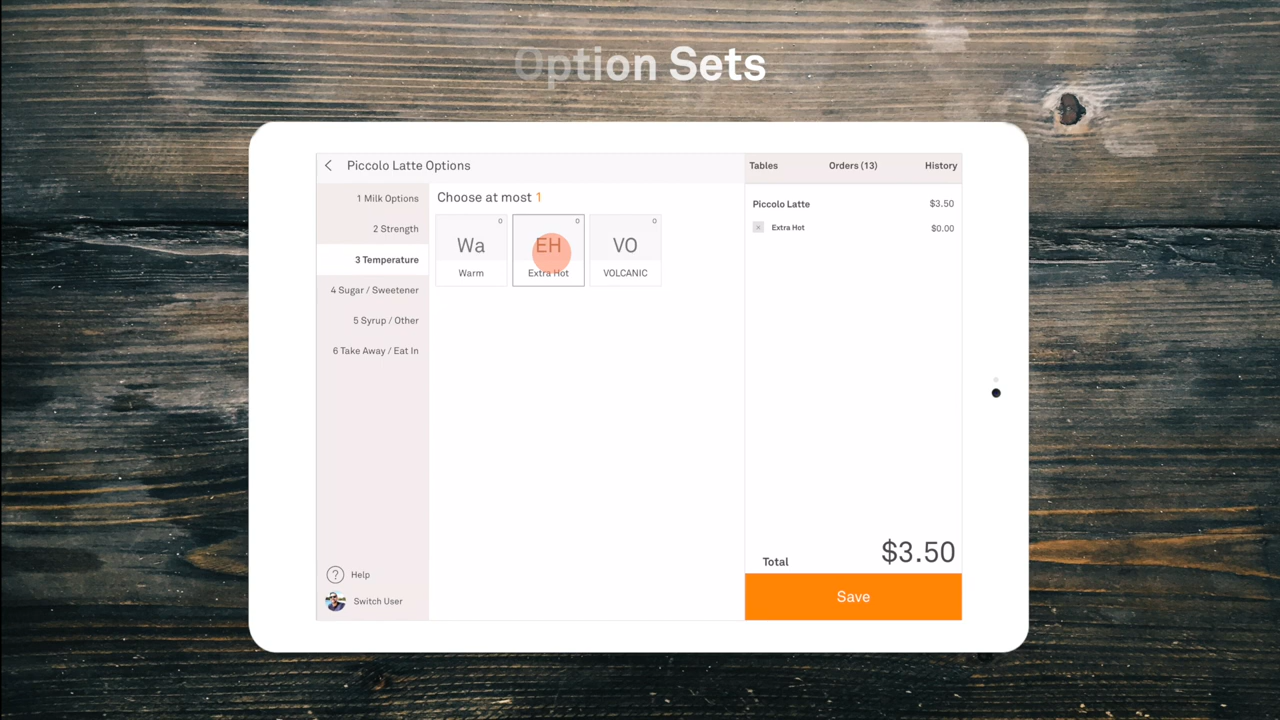 Option Sets
Piccolo Latte Options
Tables Orders (13) History
1 Milk Options
2 Strength
3 Temperature
4 Sugar / Sweetener
5 Syrup / Other
6 Take Away / Eat In
Help
Switch User
Choose at most 1
0
Wa
Warm
0
EH
Extra Hot
0
VO
VOLCANIC
Piccolo Latte $3.50
× Extra Hot $0.00
Total $3.50
Save